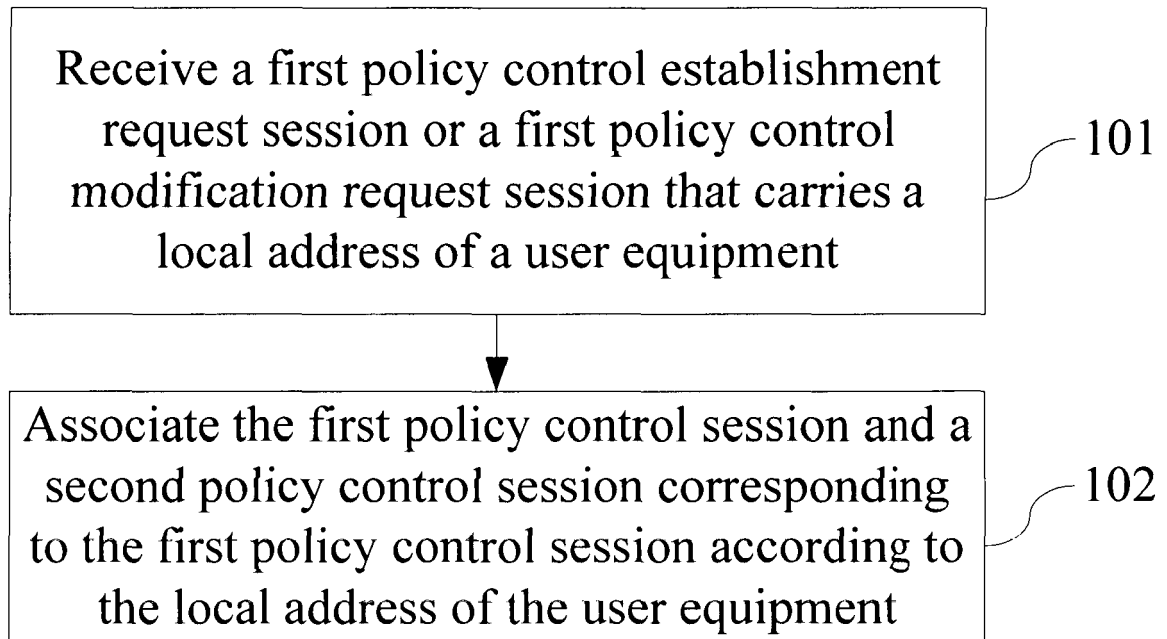 Receive a first policy control establishment
request session or a first policy control
modification request session that carries a
local address of a user equipment
101
Associate the first policy control session and a
second policy control session corresponding
to the first policy control session according to
the local address of the user equipment
102